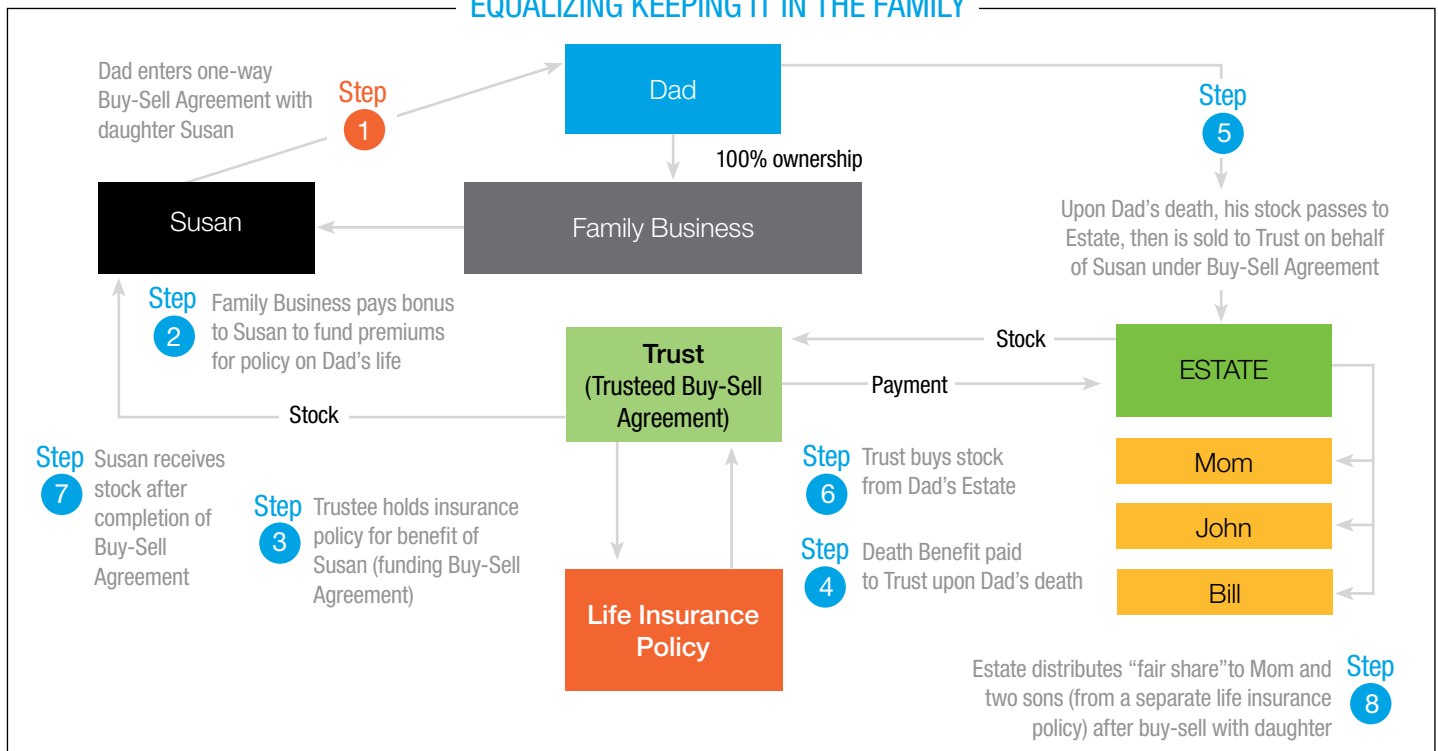 EQUALIZING KEEPING IT IN THE FAMILY
Dad enters one-way
Buy-Sell Agreement with
daughter Susan
Step
1
Dad
100% ownership
Step
5
Susan
Family Business
Upon Dad's death, his stock passes to
Estate, then is sold to Trust on behalf
of Susan under Buy-Sell Agreement
Step
2
Family Business pays bonus
to Susan to fund premiums
for policy on Dad's life
Trust
(Trusteed Buy-Sell
Agreement)
Stock
Payment
ESTATE
Stock
Mom
John
Bill
Step
7
Susan receives
stock after
completion of
Buy-Sell
Agreement
Step
3
Trustee holds insurance
policy for benefit of
Susan (funding Buy-Sell
Agreement)
Step
6
Trust buys stock
from Dad's Estate
Step
4
Death Benefit paid
to Trust upon Dad's death
Life Insurance
Policy
Estate distributes “fair share”to Mom and
two sons (from a separate life insurance
policy) after buy-sell with daughter
Step
8